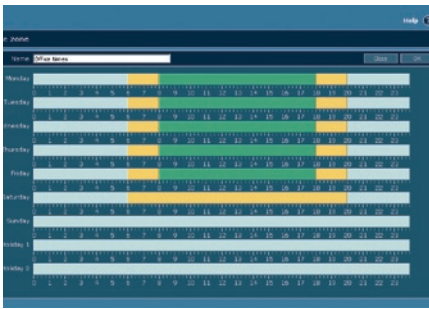 Help
e zone
Name Office times
Close OK
Monday
0 1 2 3 4 5 6 7 8 9 10 11 12 13 14 15 16 17 18 19 20 21 22 23
Tuesday
0 1 2 3 4 5 6 7 8 9 10 11 12 13 14 15 16 17 18 19 20 21 22 23
ednesday
0 1 2 3 4 5 6 7 8 9 10 11 12 13 14 15 16 17 18 19 20 21 22 23
Thursday
0 1 2 3 4 5 6 7 8 9 10 11 12 13 14 15 16 17 18 19 20 21 22 23
Friday
0 1 2 3 4 5 6 7 8 9 10 11 12 13 14 15 16 17 18 19 20 21 22 23
Saturday
0 1 2 3 4 5 6 7 8 9 10 11 12 13 14 15 16 17 18 19 20 21 22 23
Sunday
0 1 2 3 4 5 6 7 8 9 10 11 12 13 14 15 16 17 18 19 20 21 22 23
Holiday 1
0 1 2 3 4 5 6 7 8 9 10 11 12 13 14 15 16 17 18 19 20 21 22 23
Holiday 2
0 1 2 3 4 5 6 7 8 9 10 11 12 13 14 15 16 17 18 19 20 21 22 23